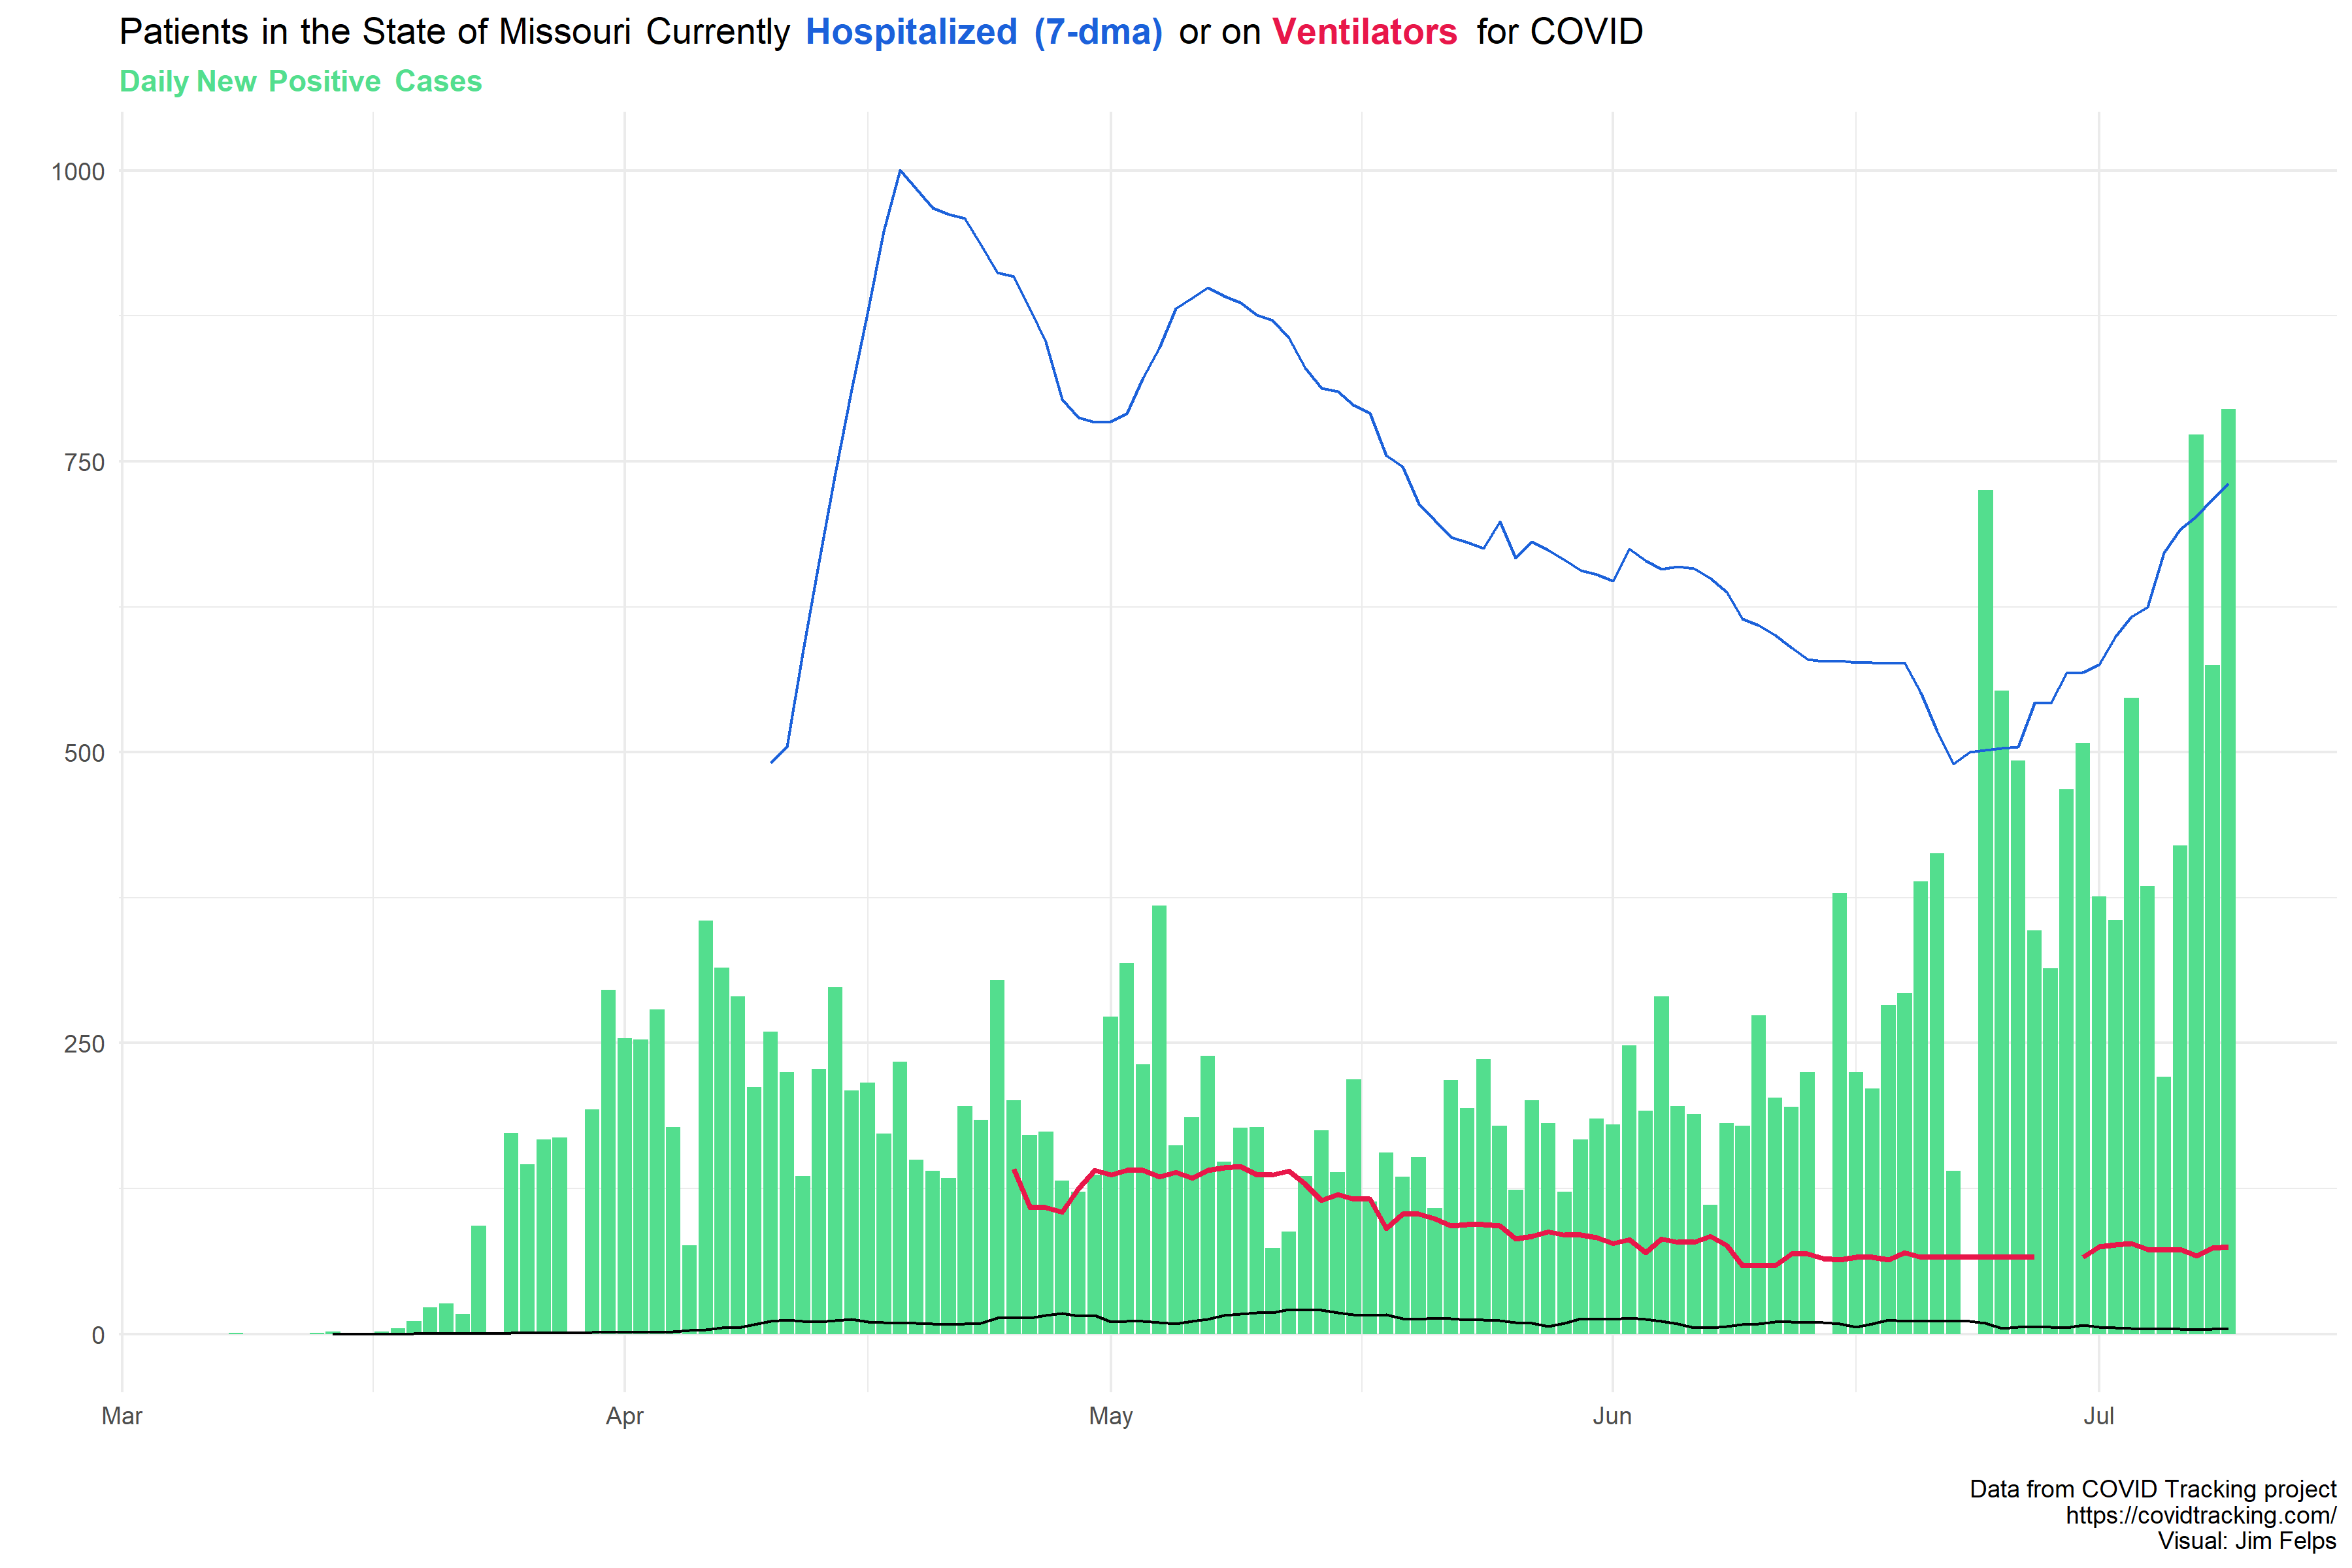 Patients in the State of Missouri Currently Hospitalized (7-dma) or on Ventilators for COVID
Daily New Positive Cases
1000
750
500
250
0
Mar Apr May Jun Jul
Data from COVID Tracking project
https://covidtracking.com/
Visual: Jim Felps